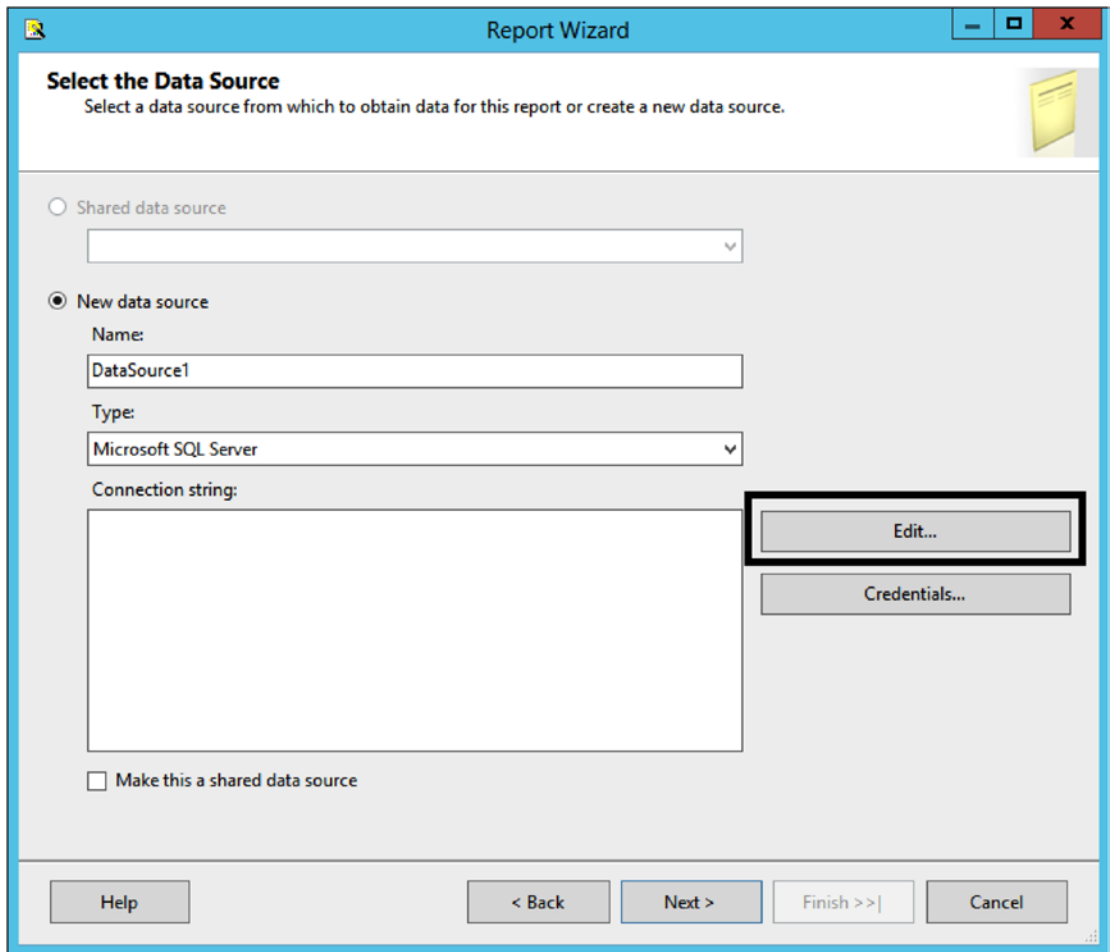 Report Wizard
Select the Data Source
Select a data source from which to obtain data for this report or create a new data source.
Shared data source
New data source
Name:
DataSource1
Type:
Microsoft SQL Server
Connection string:
Edit...
Credentials...
Make this a shared data source
Help
< Back
Next >
Finish >>|
Cancel